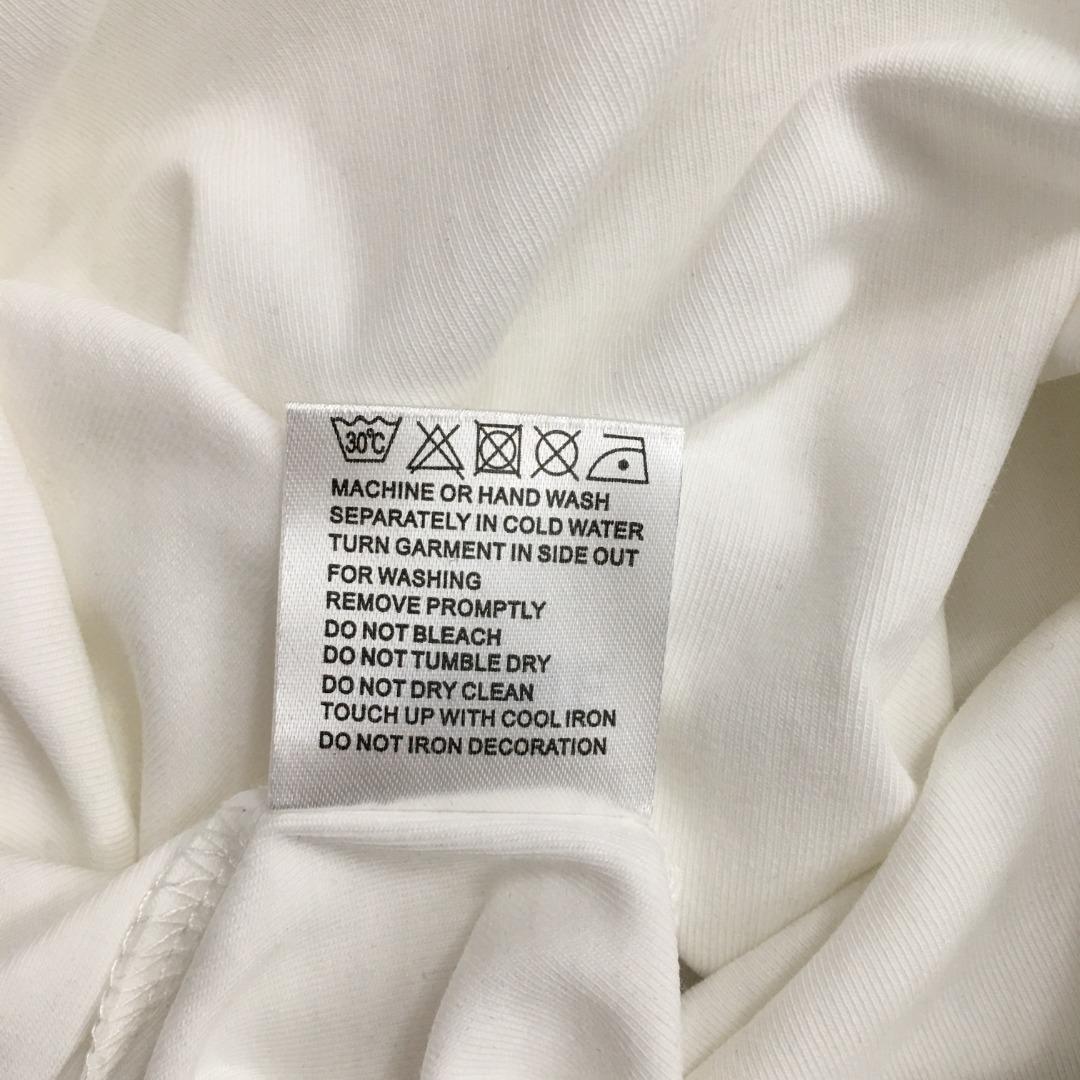 30℃
MACHINE OR HAND WASH
SEPARATELY IN COLD WATER
TURN GARMENT IN SIDE OUT
FOR WASHING
REMOVE PROMPTLY
DO NOT BLEACH
DO NOT TUMBLE DRY
DO NOT DRY CLEAN
TOUCH UP WITH COOL IRON
DO NOT IRON DECORATION